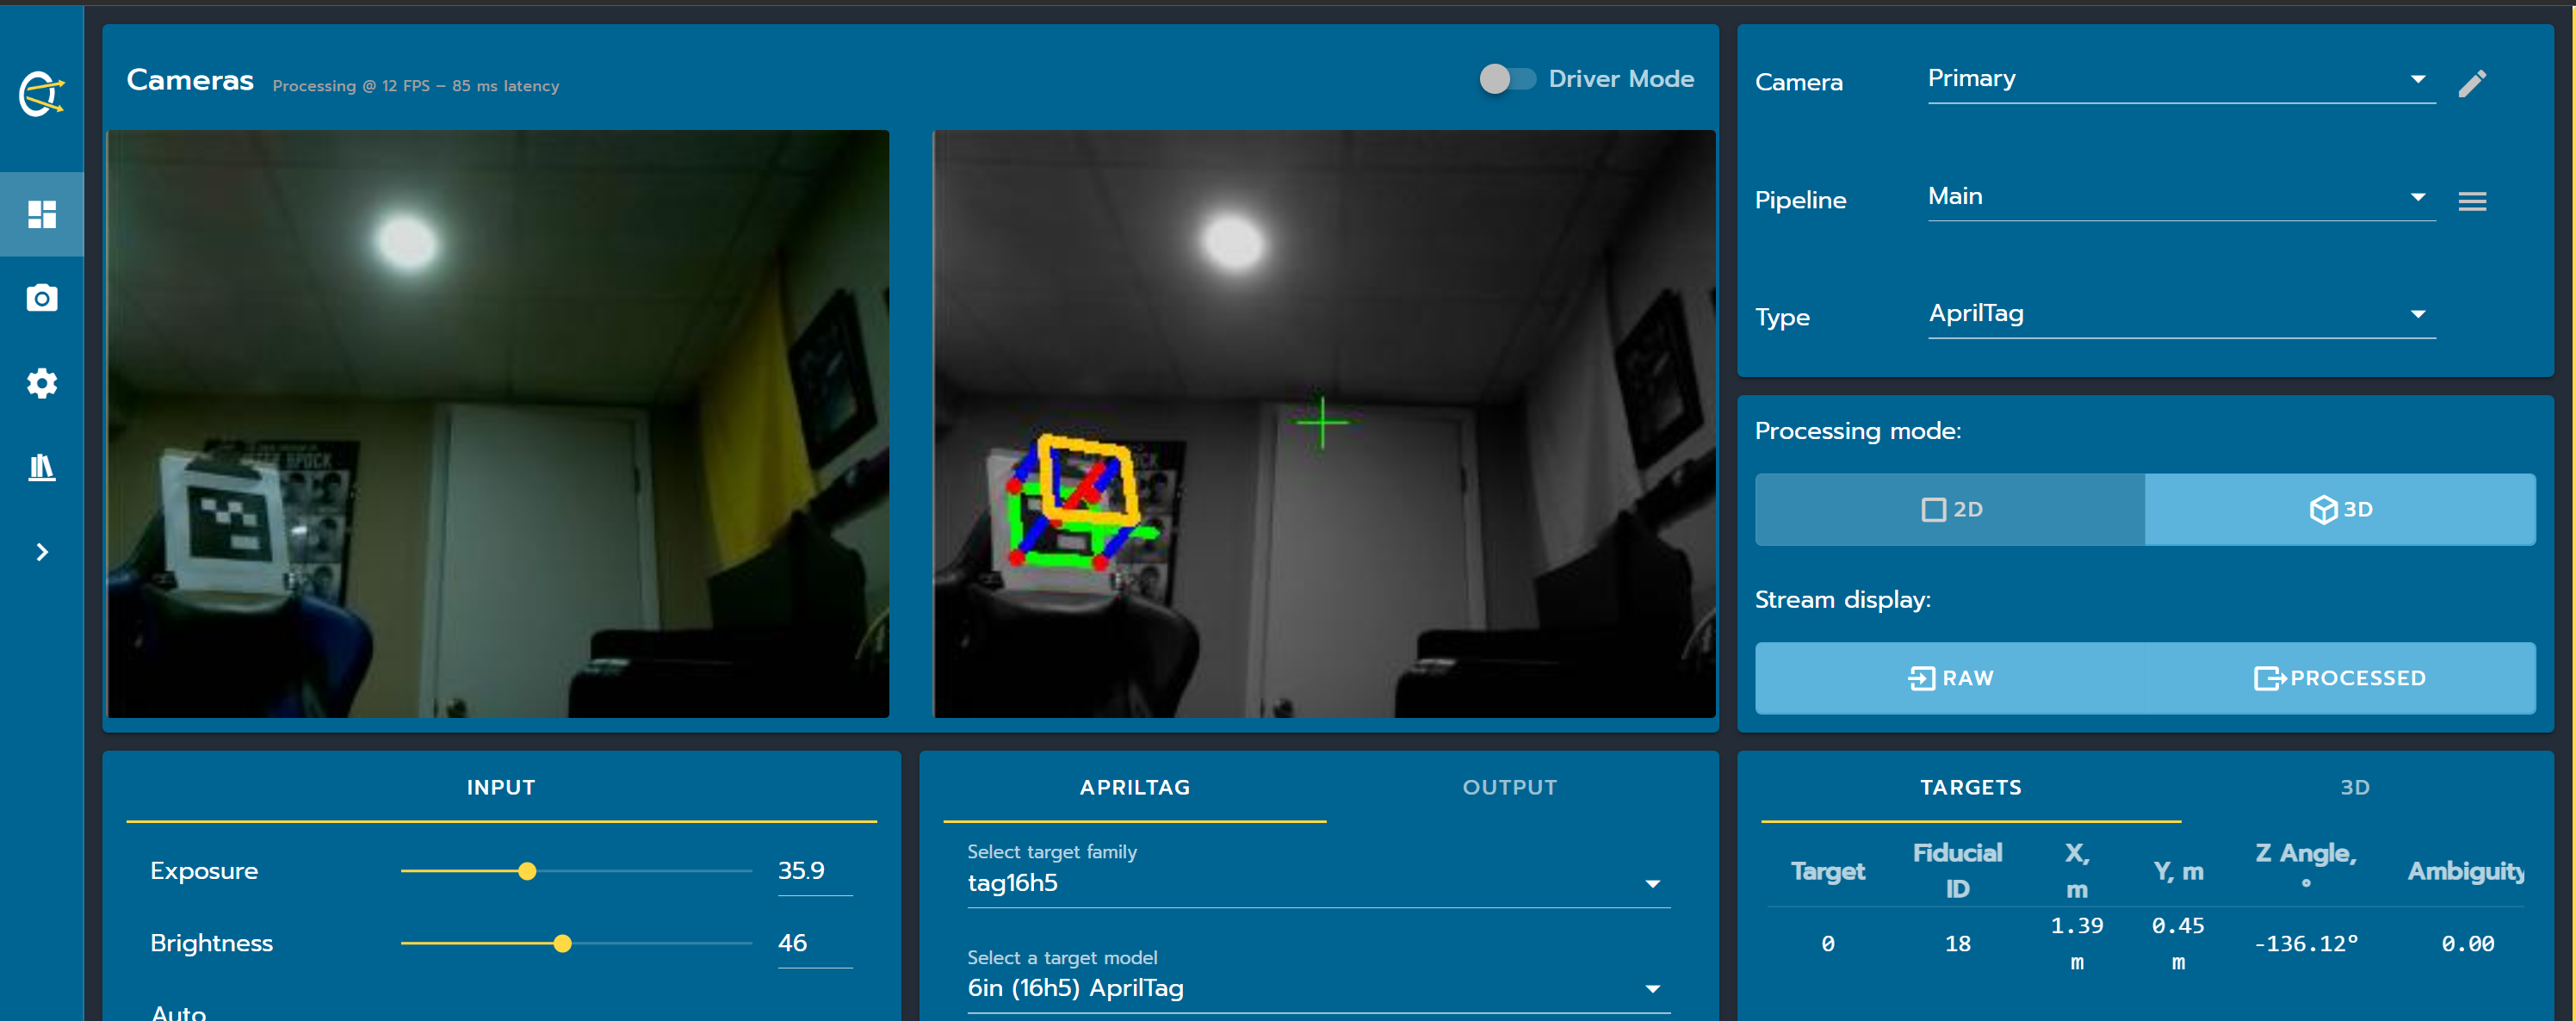 Cameras Processing @ 12 FPS – 85 ms latency
Driver Mode
Camera
Primary
Pipeline
Main
Type
AprilTag
Processing mode:
2D
3D
Stream display:
RAW
PROCESSED
INPUT
Exposure
35.9
Brightness
46
Auto
APRILTAG
OUTPUT
Select target family
tag16h5
Select a target model
6in (16h5) AprilTag
TARGETS
3D
Target
Fiducial
ID
X,
m
Y, m
Z Angle,
°
Ambiguity
0
18
1.39
m
0.45
m
-136.12°
0.00